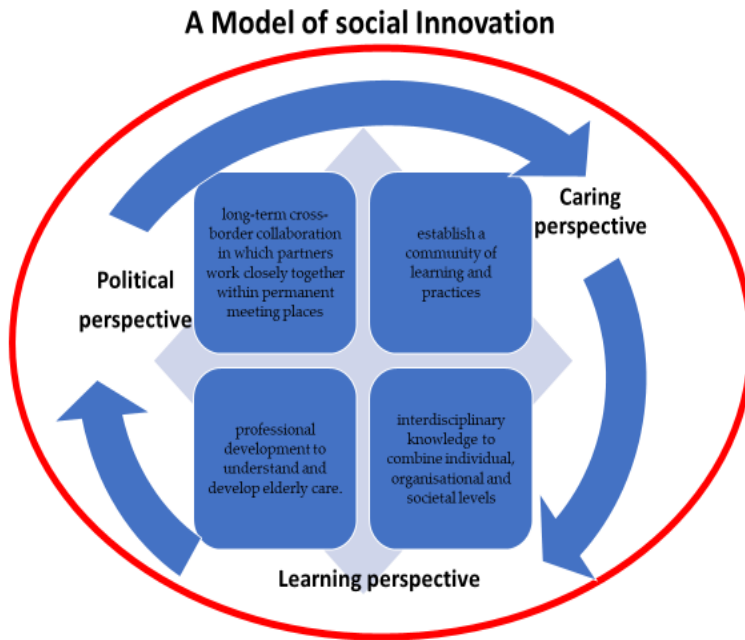 A Model of social Innovation
Caring
perspective
Political
perspective
long-term cross-
border collaboration
in which partners
work closely together
within permanent
meeting places
establish a
community of
learning and
practices
professional
development to
understand and
develop elderly care.
interdisciplinary
knowledge to
combine individual,
organisational and
societal levels
Learning perspective